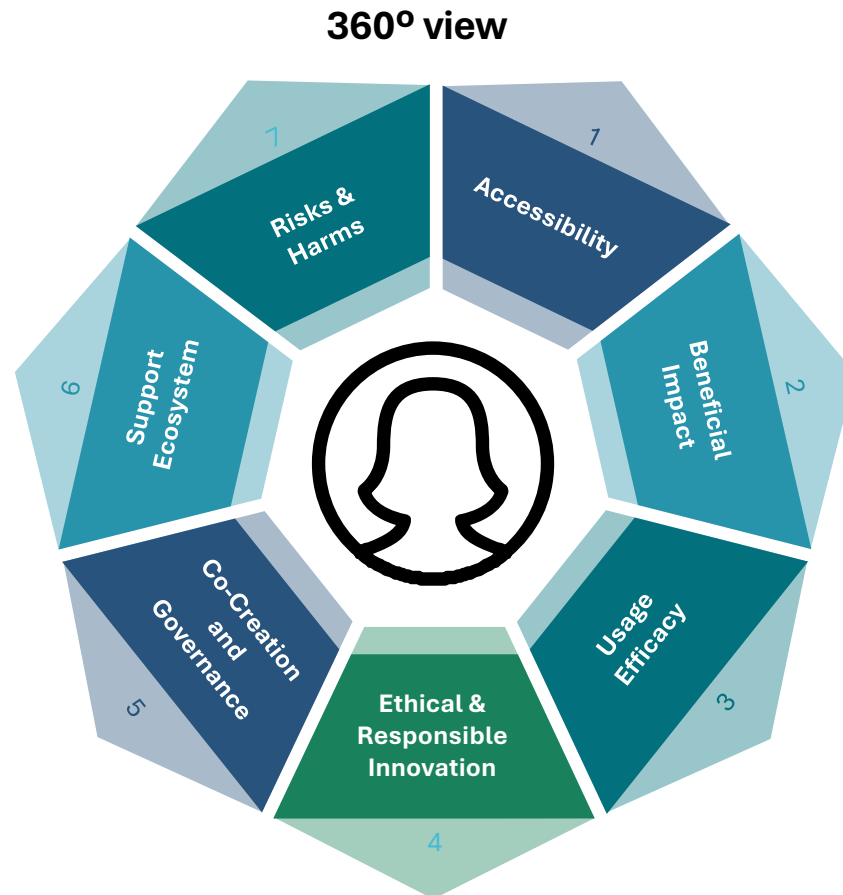 360º view
1
Accessibility
2
Beneficial
Impact
3
Usage
Efficacy
4
Ethical &
Responsible
Innovation
5
Co-Creation
and
Governance
6
Support
Ecosystem
7
Risks &
Harms